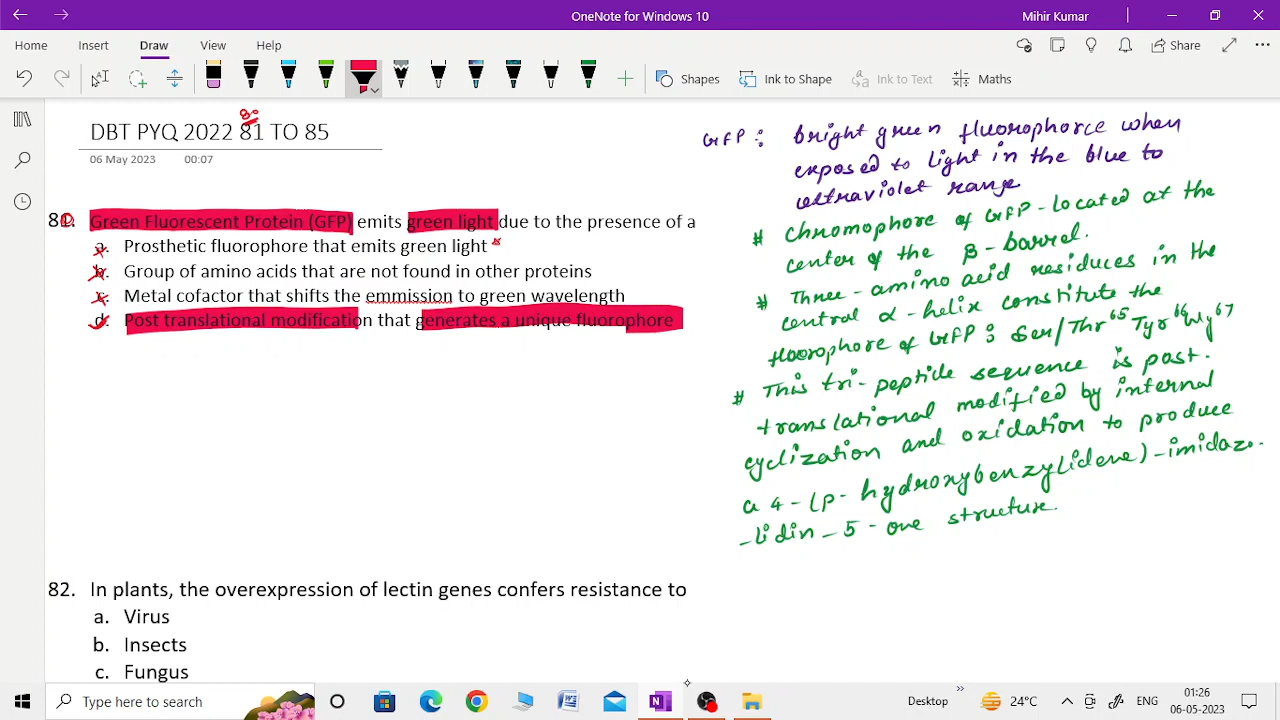 OneNote for Windows 10
Mihir Kumar
Home Insert Draw View Help
Share
Shapes Ink to Shape Ink to Text Maths
DBT PYQ 2022 81 TO 85
06 May 2023 00:07
Green Fluorescent Protein (GFP) emits green light due to the presence of a
a. Prosthetic fluorophore that emits green light
b. Group of amino acids that are not found in other proteins
c. Metal cofactor that shifts the emmission to green wavelength
d. Post translational modification that generates a unique fluorophore
82. In plants, the overexpression of lectin genes confers resistance to
a. Virus
b. Insects
c. Fungus
GFP : bright green fluorophorce when
exposed to light in the blue to
ultraviolet range
# chromophore of GFP - located at the
center of the β-barrel.
# Three-amino acid residues in the
central α-helix constitute the
fluorophore of GFP : Ser/Thr65 Tyr66 Gly67
# This tri-peptide sequence is post-
translational modified by internal
cyclization and oxidation to produce
a 4-(p-hydroxybenzylidene)-imidazo-
-lidin-5-one structure.
Type here to search
Desktop
»
24°C
ENG
01:26
06-05-2023